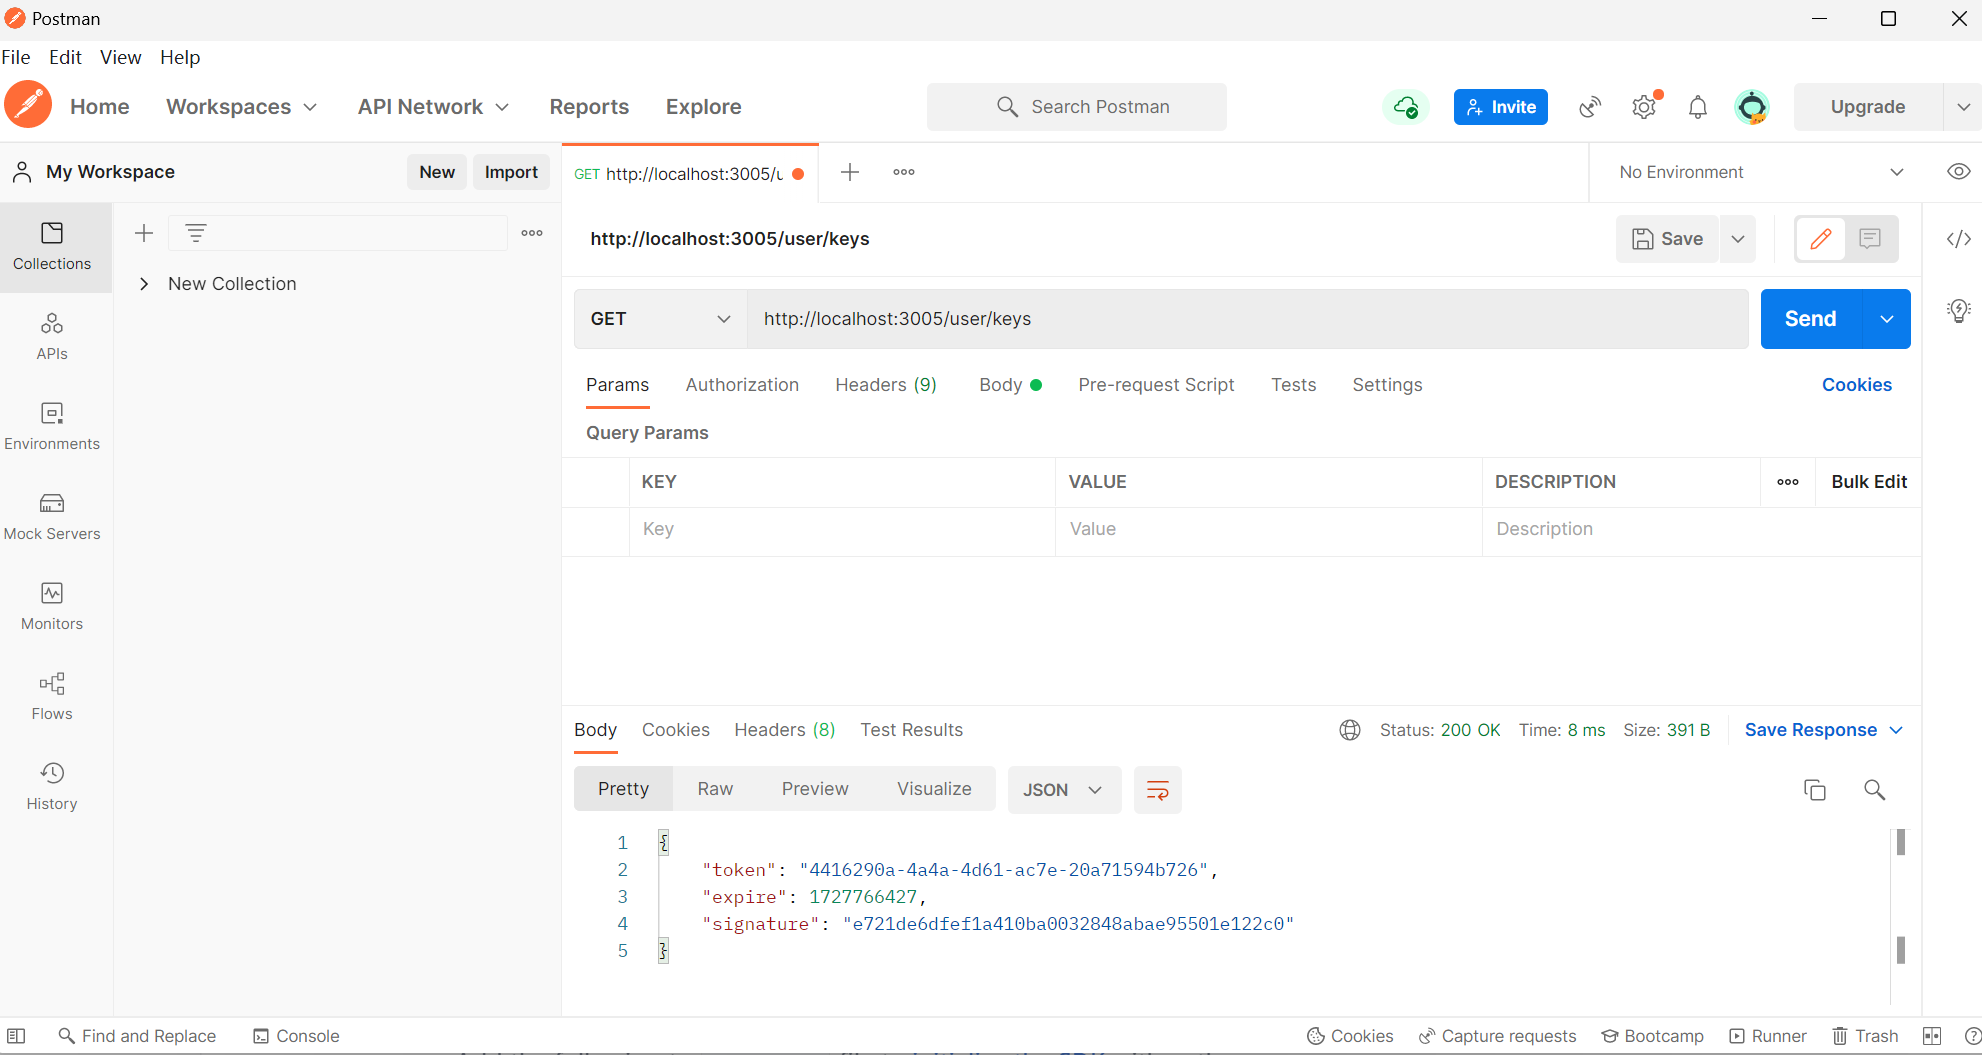 Postman
File Edit View Help
Home Workspaces API Network Reports Explore Search Postman Invite Upgrade
My Workspace New Import GET http://localhost:3005/u No Environment
http://localhost:3005/user/keys Save
Collections
New Collection
GET http://localhost:3005/user/keys Send
APIs
Params Authorization Headers (9) Body Pre-request Script Tests Settings Cookies
Environments
Query Params
KEY VALUE DESCRIPTION Bulk Edit
Mock Servers
Key Value Description
Monitors
Flows
Body Cookies Headers (8) Test Results Status: 200 OK Time: 8 ms Size: 391 B Save Response
History
Pretty Raw Preview Visualize JSON
1 {
2 "token": "4416290a-4a4a-4d61-ac7e-20a71594b726",
3 "expire": 1727766427,
4 "signature": "e721de6dfef1a410ba0032848abae95501e122c0"
5 }
Find and Replace Console Cookies Capture requests Bootcamp Runner Trash